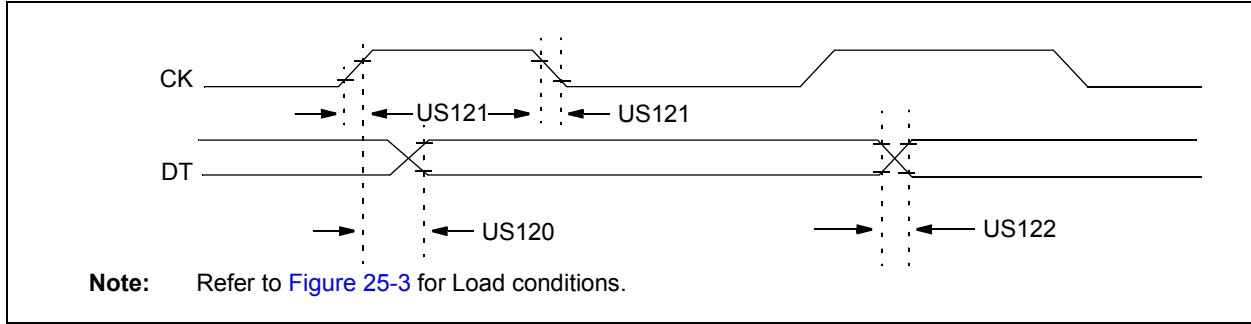 CK
US121
US121
DT
US120
US122
Note: Refer to Figure 25-3 for Load conditions.